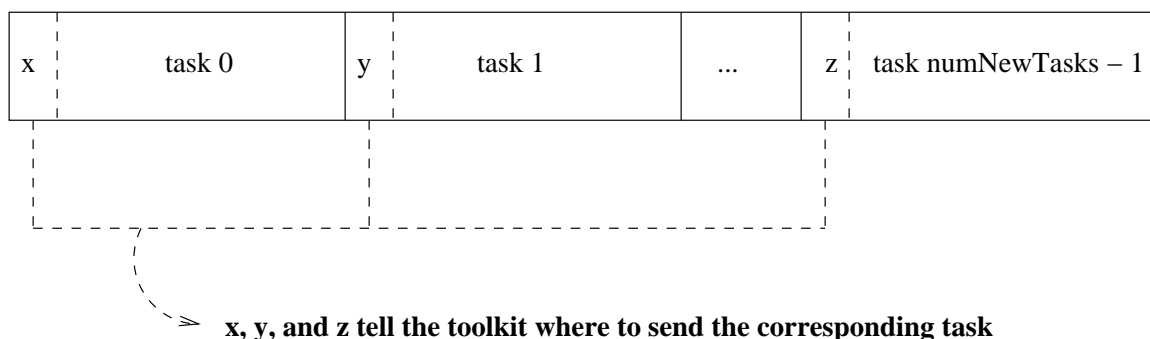 x task 0 y task 1 ... z task numNewTasks – 1
x, y, and z tell the toolkit where to send the corresponding task